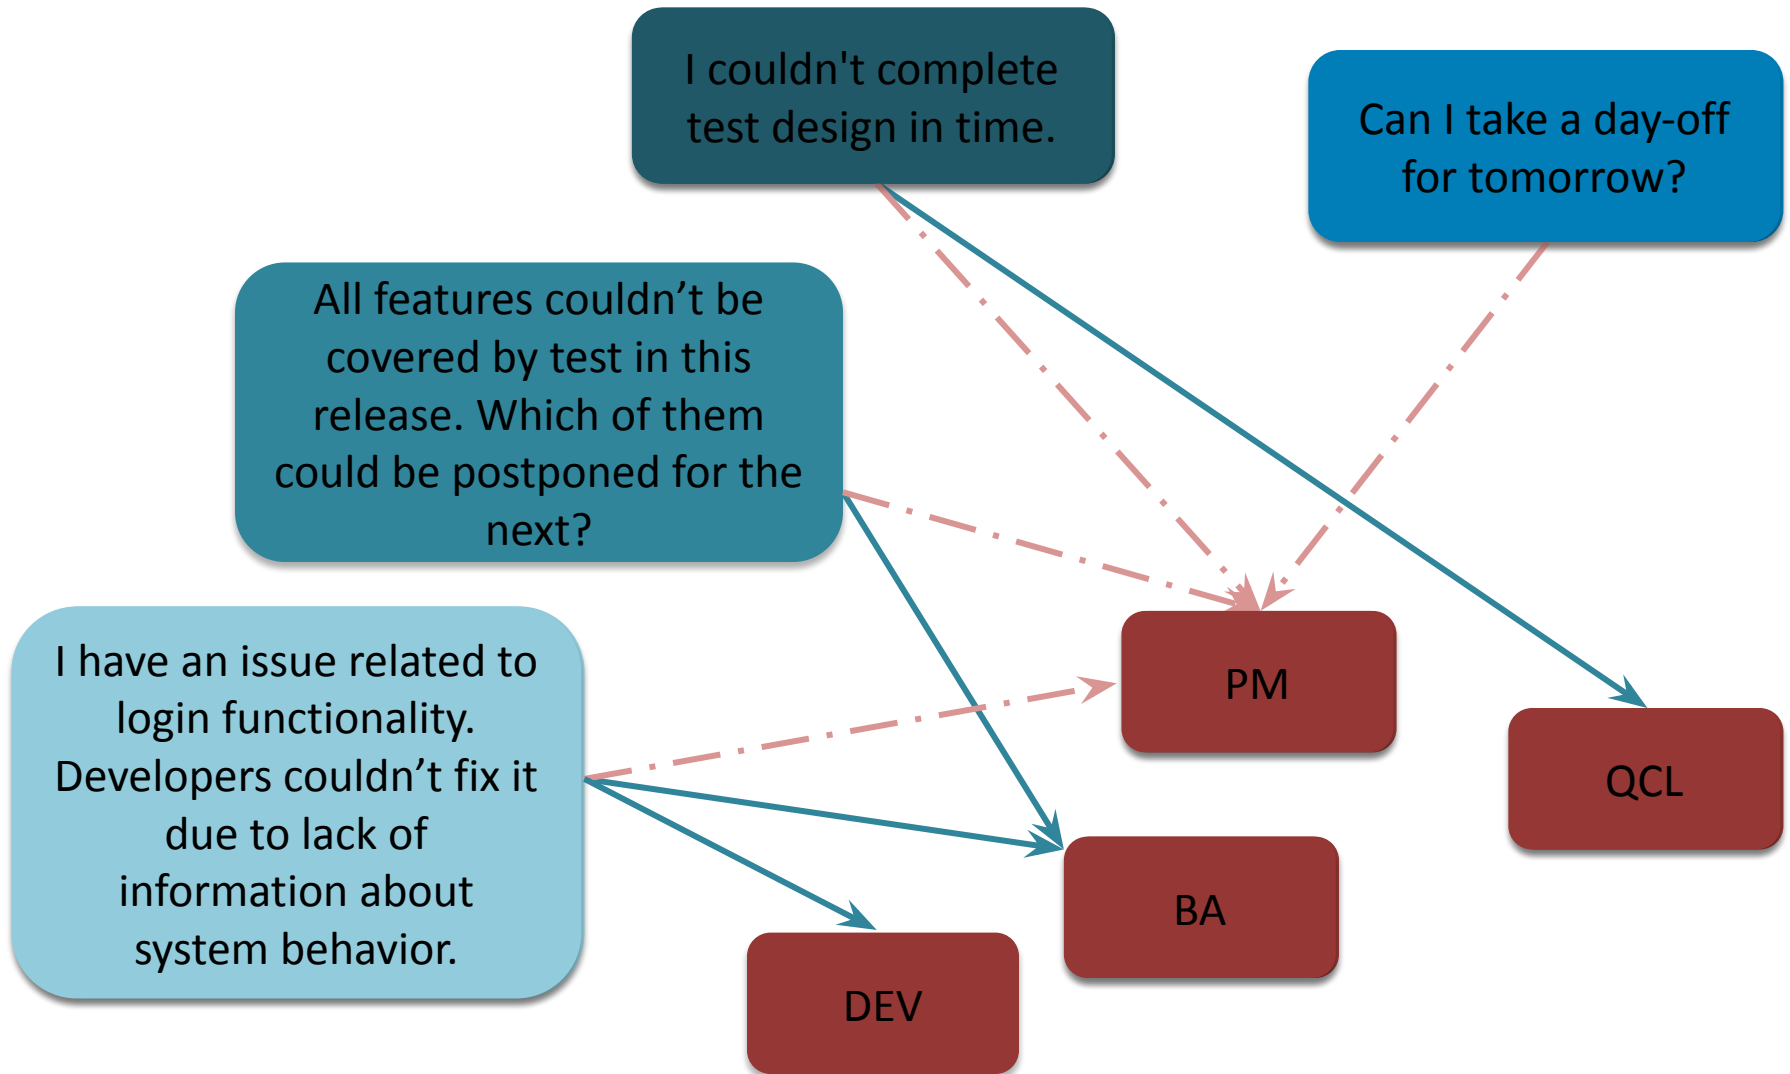 I couldn't complete
test design in time.
Can I take a day-off
for tomorrow?
All features couldn’t be
covered by test in this
release. Which of them
could be postponed for the
next?
I have an issue related to
login functionality.
Developers couldn’t fix it
due to lack of
information about
system behavior.
PM
QCL
BA
DEV